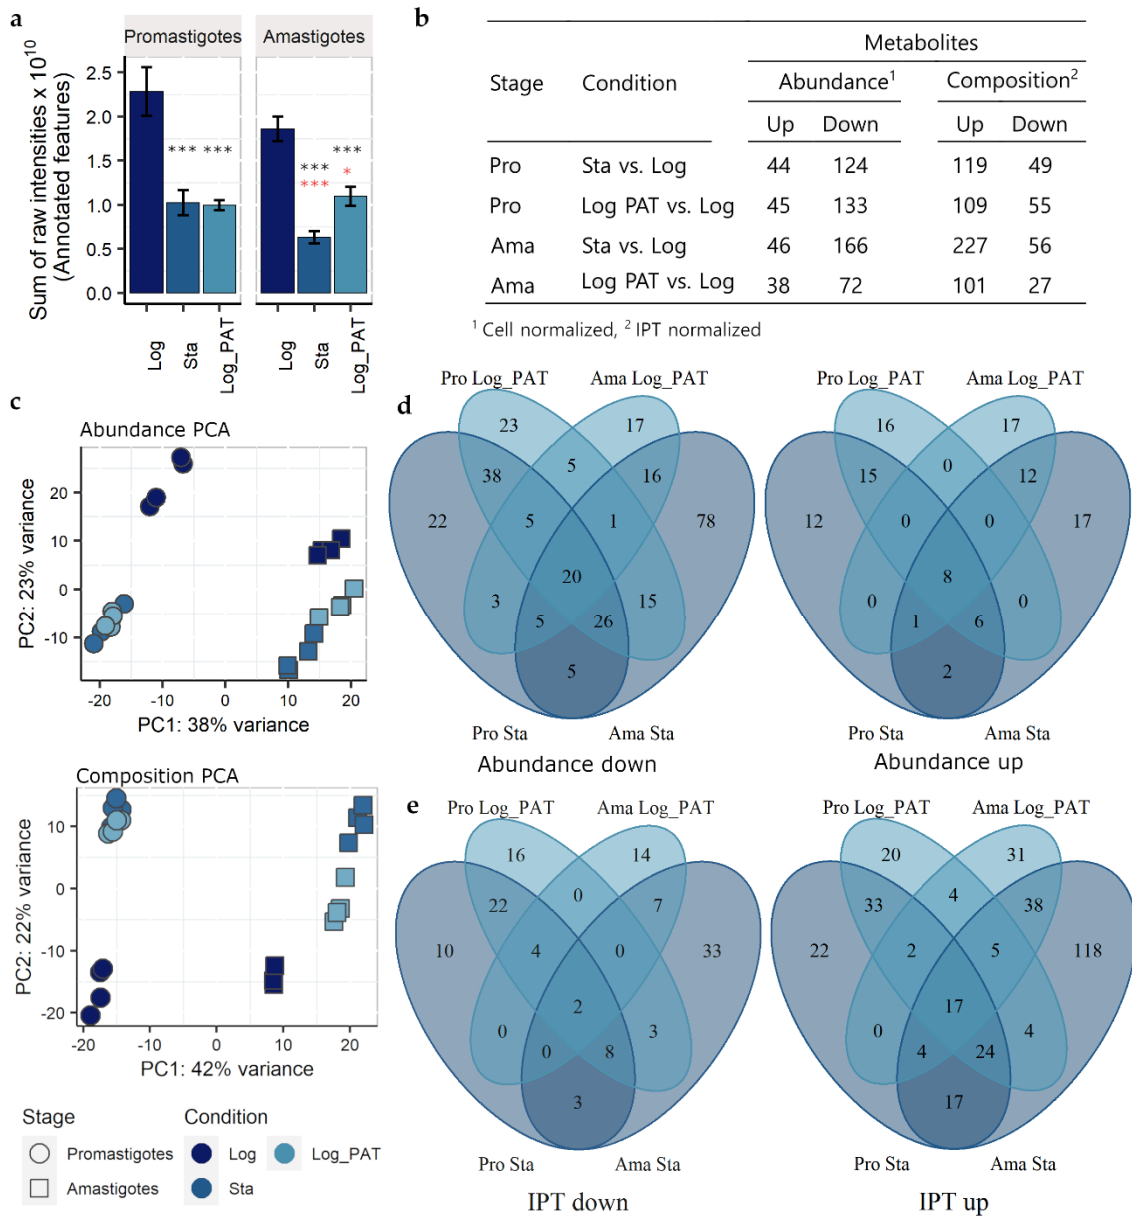 a
Promastigotes Amastigotes
Sum of raw intensities x 10^10
(Annotated features)
2.5
2.0
1.5
1.0
0.5
0.0
*** ***
***
***
***
*
Log Sta Log_PAT Log Sta Log_PAT
b
Metabolites
Stage Condition Abundance^1 Composition^2
Up Down Up Down
Pro Sta vs. Log 44 124 119 49
Pro Log PAT vs. Log 45 133 109 55
Ama Sta vs. Log 46 166 227 56
Ama Log PAT vs. Log 38 72 101 27
^1 Cell normalized, ^2 IPT normalized
c
Abundance PCA
PC2: 23% variance
20
10
0
-10
-20 -10 0 10 20
PC1: 38% variance
Composition PCA
PC2: 22% variance
10
0
-10
-20
-20 -10 0 10 20
PC1: 42% variance
Stage Condition
Promastigotes Log Log_PAT
Amastigotes Sta
d
Pro Log_PAT Ama Log_PAT
23 17
5
38 16
22 5 1 78
20
3 15
5 26
5
Pro Sta Ama Sta
Abundance down
Pro Log_PAT Ama Log_PAT
16 17
0
15 12
12 0 0 17
8
0 0
1 6
2
Pro Sta Ama Sta
Abundance up
e
Pro Log_PAT Ama Log_PAT
16 14
0
22 7
10 4 0 33
2
0 3
0 8
3
Pro Sta Ama Sta
IPT down
Pro Log_PAT Ama Log_PAT
20 31
4
33 38
22 2 5 118
17
0 4
4 24
17
Pro Sta Ama Sta
IPT up